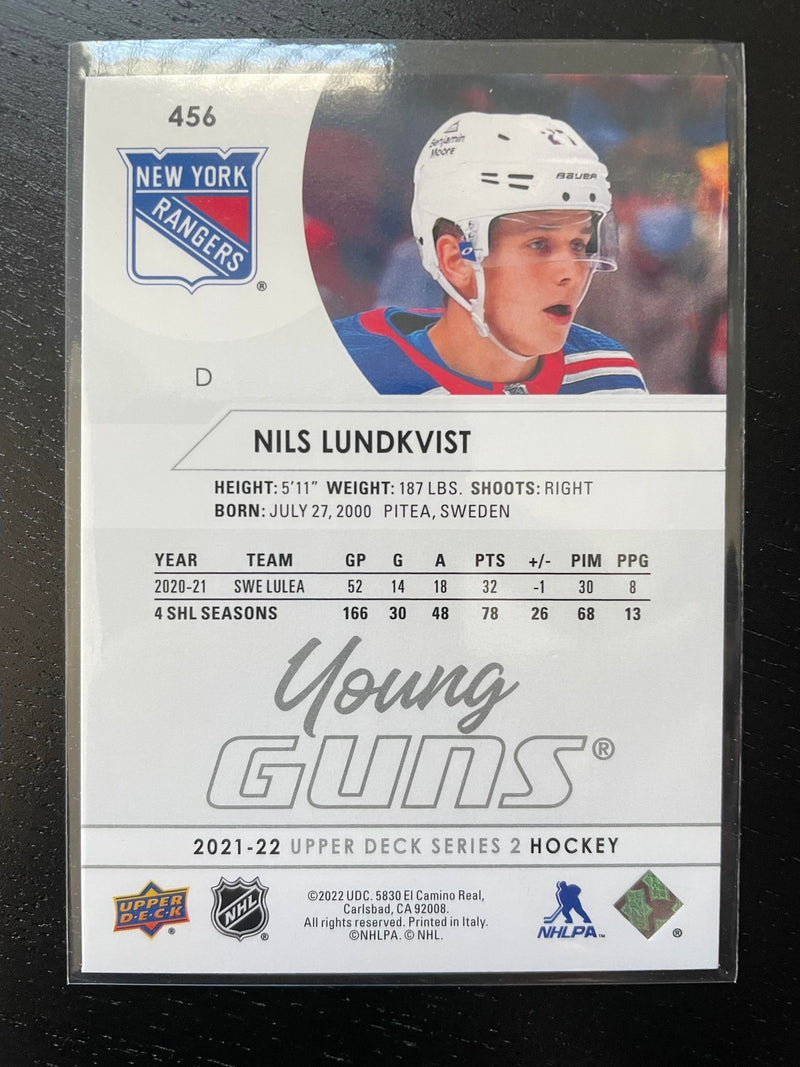 456
NEW YORK
RANGERS
®
Benjamin
Moore
BAUER
D
NILS LUNDKVIST
HEIGHT: 5'11" WEIGHT: 187 LBS. SHOOTS: RIGHT
BORN: JULY 27, 2000 PITEA, SWEDEN
YEAR TEAM GP G A PTS +/- PIM PPG
2020-21 SWE LULEA 52 14 18 32 -1 30 8
4 SHL SEASONS 166 30 48 78 26 68 13
Young
GUNS®
2021-22 UPPER DECK SERIES 2 HOCKEY
UPPER
D·E·C·K
®
NHL
®
©2022 UDC. 5830 El Camino Real,
Carlsbad, CA 92008.
All rights reserved. Printed in Italy.
©NHLPA. © NHL.
NHLPA™
®